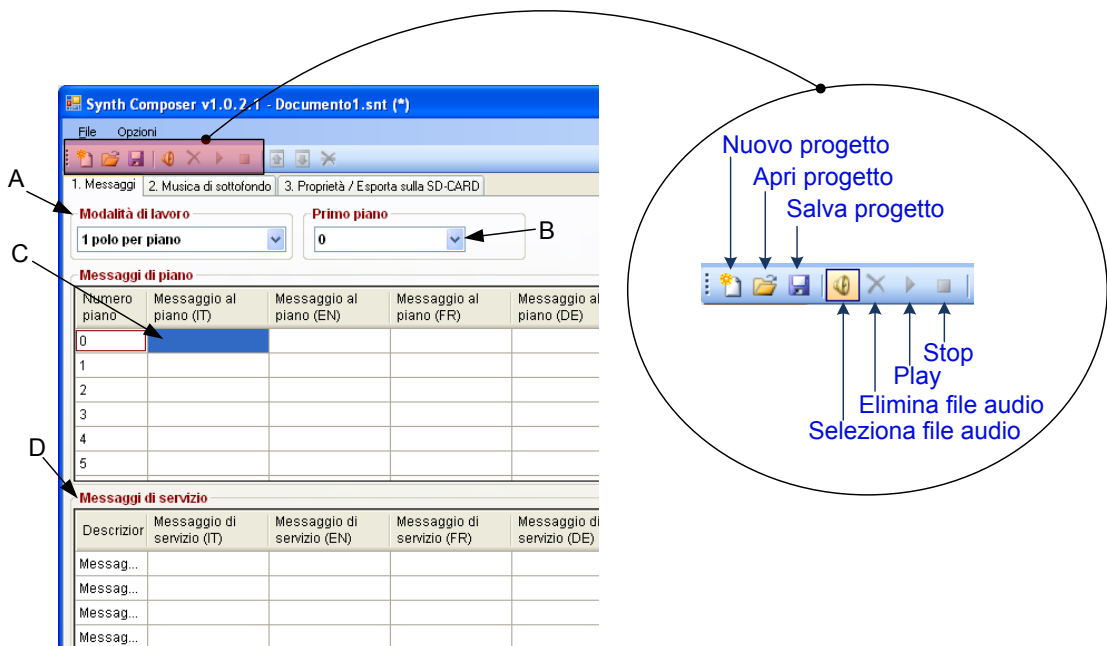 Synth Composer v1.0.2.1 - Documento1.snt (*)
File Opzioni
1. Messaggi 2. Musica di sottofondo 3. Proprietà / Esporta sulla SD-CARD
A
Modalità di lavoro Primo piano
1 polo per piano 0
B
C
Messaggi di piano
Numero piano Messaggio al piano (IT) Messaggio al piano (EN) Messaggio al piano (FR) Messaggio al piano (DE)
0
1
2
3
4
5
D
Messaggi di servizio
Descrizior Messaggio di servizio (IT) Messaggio di servizio (EN) Messaggio di servizio (FR) Messaggio di servizio (DE)
Messag...
Messag...
Messag...
Messag...
Nuovo progetto
Apri progetto
Salva progetto
Stop
Play
Elimina file audio
Seleziona file audio